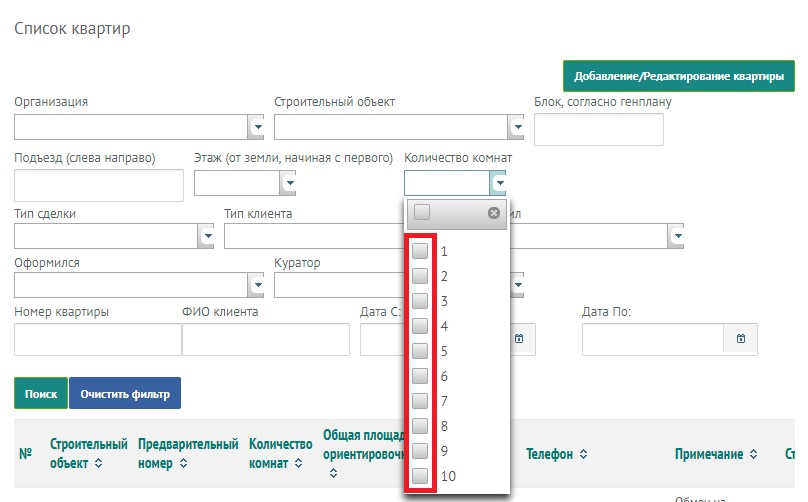 Список квартир
Добавление/Редактирование квартиры
Организация
Строительный объект
Блок, согласно генплану
Подъезд (слева направо)
Этаж (от земли, начиная с первого)
Количество комнат
Тип сделки
Тип клиента
ил
1
2
3
4
5
6
7
8
9
10
Оформился
Куратор
Номер квартиры
ФИО клиента
Дата С:
Дата По:
Поиск
Очистить фильтр
№
Строительный
объект
Предварительный
номер
Количество
комнат
Общая площад
ориентировочн
Телефон
Примечание
Ст
Обмен на